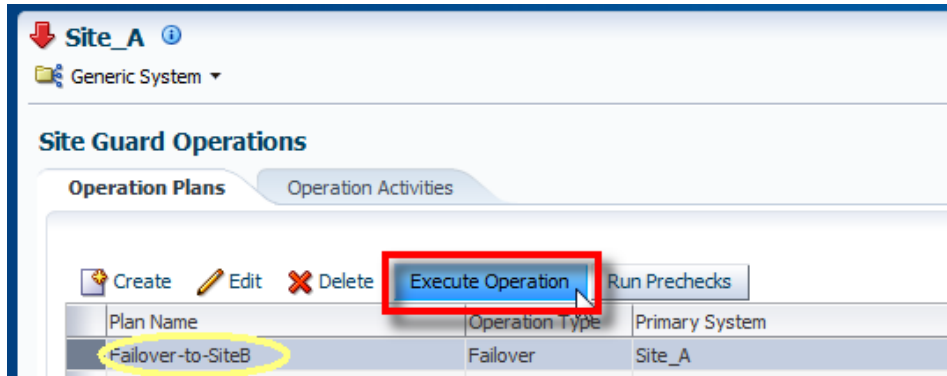 Site_A
Generic System
Site Guard Operations
Operation Plans Operation Activities
Create Edit Delete Execute Operation Run Prechecks
Plan Name Operation Type Primary System
Failover-to-SiteB Failover Site_A